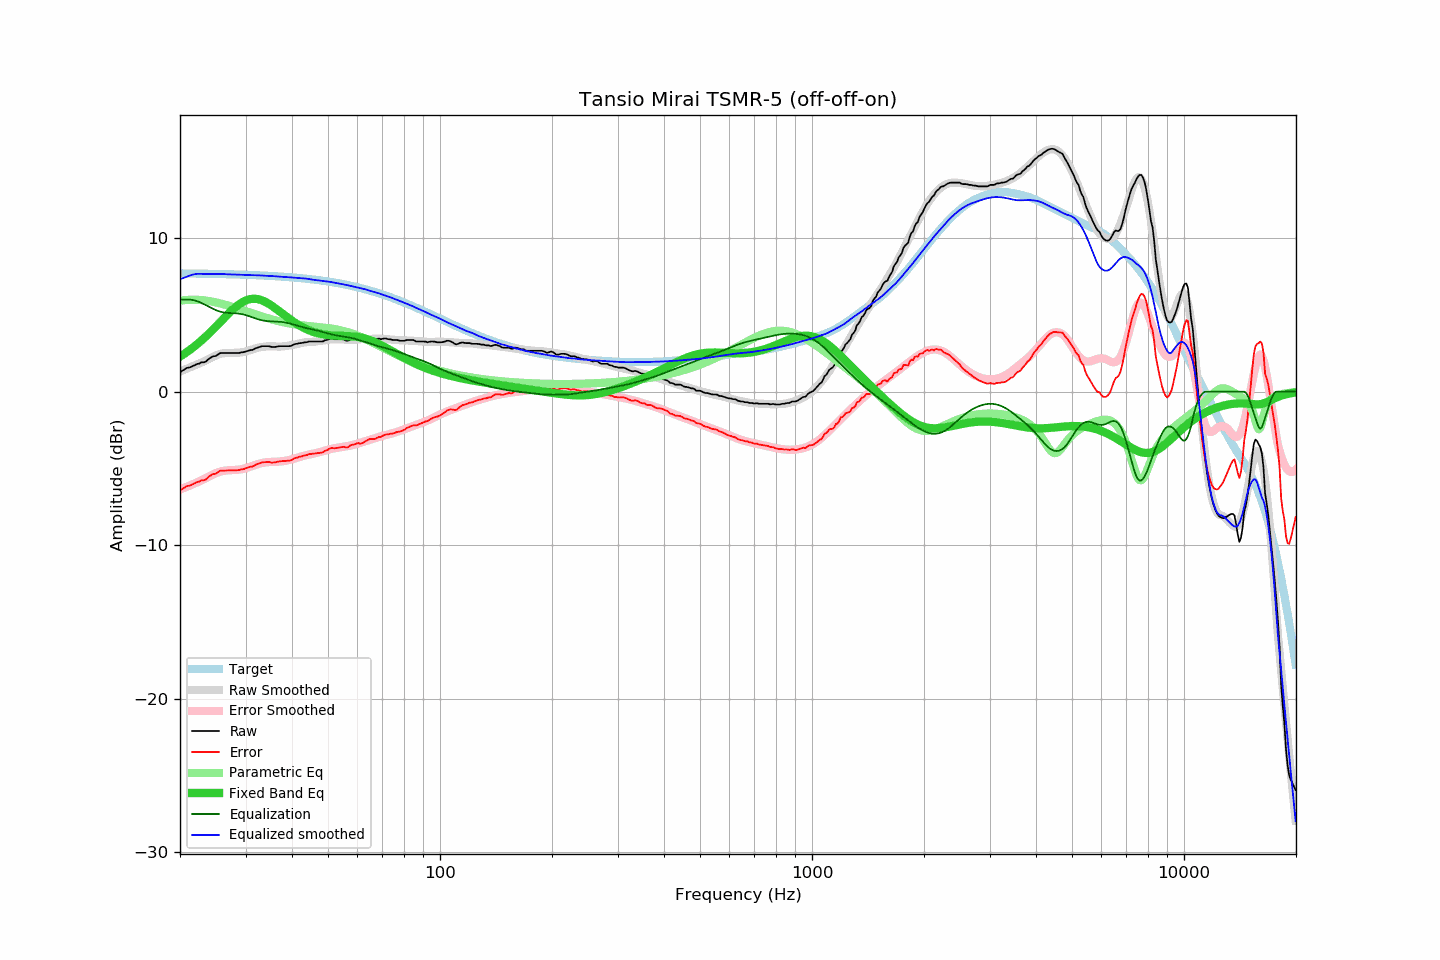 Tansio Mirai TSMR-5 (off-off-on)
10
0
−10
−20
−30
Amplitude (dBr)
Target
Raw Smoothed
Error Smoothed
Raw
Error
Parametric Eq
Fixed Band Eq
Equalization
Equalized smoothed
100
1000
10000
Frequency (Hz)